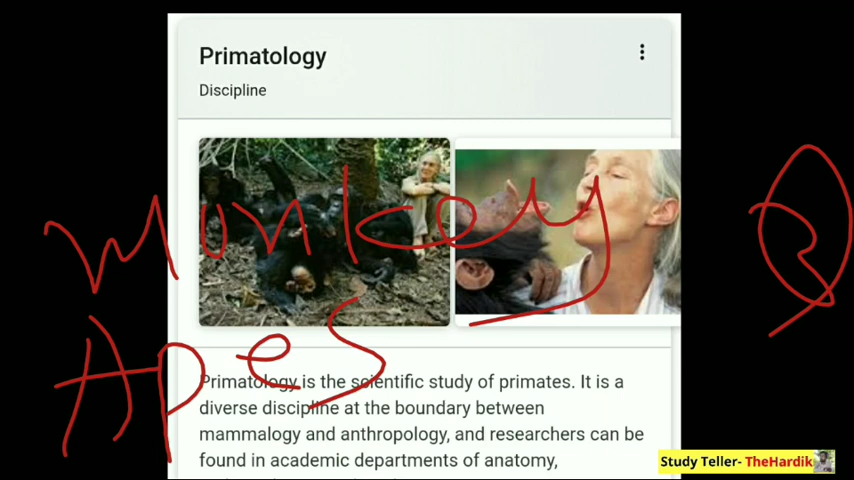 Primatology
Discipline
Monkey
Apes
Primatology is the scientific study of primates. It is a
diverse discipline at the boundary between
mammalogy and anthropology, and researchers can be
found in academic departments of anatomy,
Study Teller- TheHardik